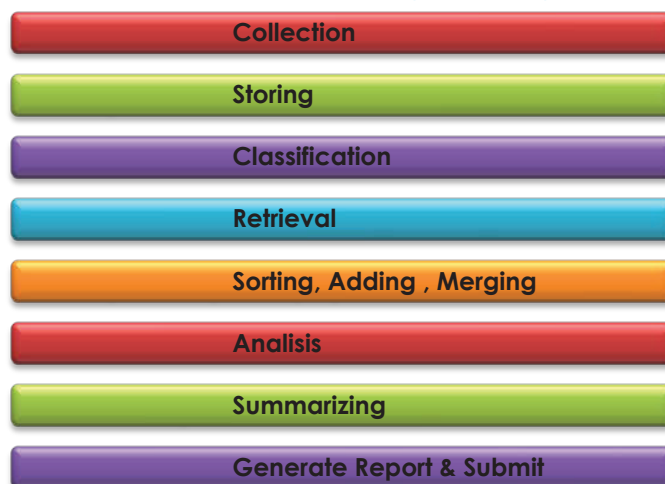 Collection
Storing
Classification
Retrieval
Sorting, Adding , Merging
Analisis
Summarizing
Generate Report & Submit